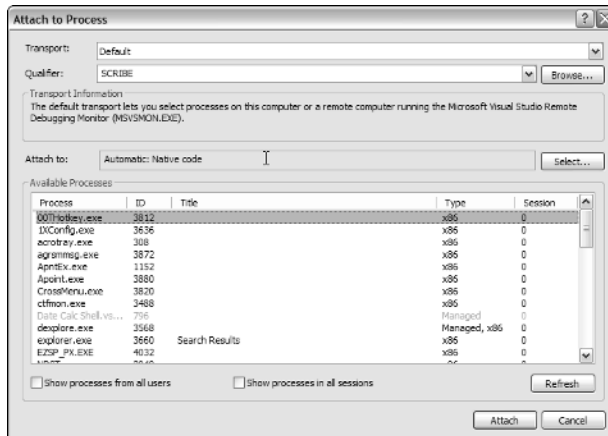 Attach to Process
Transport: Default
Qualifier: SCRIBE Browse...
Transport Information
The default transport lets you select processes on this computer or a remote computer running the Microsoft Visual Studio Remote
Debugging Monitor (MSVSMON.EXE).
Attach to: Automatic: Native code Select...
Available Processes
Process ID Title Type Session
00THotkey.exe 3812 x86 0
1XConfig.exe 3636 x86 0
acrotray.exe 308 x86 0
agrsmmsg.exe 3872 x86 0
ApntEx.exe 1152 x86 0
Apoint.exe 3880 x86 0
CrossMenu.exe 3820 x86 0
ctfmon.exe 3488 x86 0
Date Calc Shell.vs... 796 Managed 0
dexplore.exe 3568 Managed, x86 0
explorer.exe 3660 Search Results x86 0
EZSP_PX.EXE 4032 x86 0
Show processes from all users Show processes in all sessions Refresh
Attach Cancel